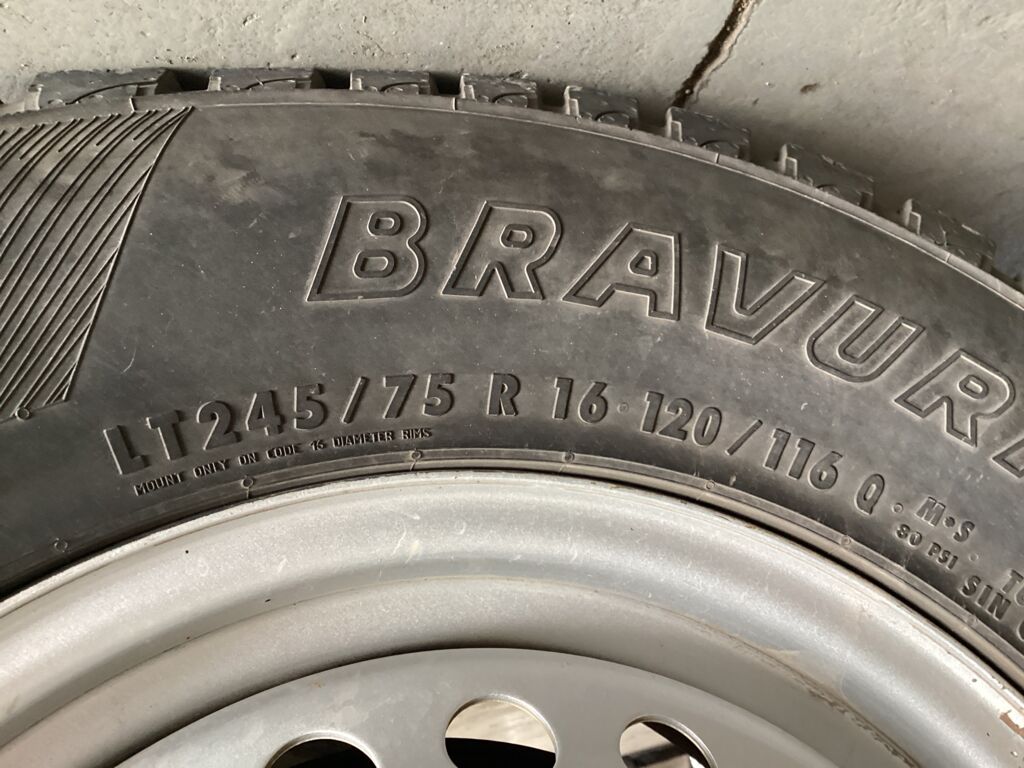 BRAVUR
LT245/75 R 16 · 120/116 Q · M·S ·
MOUNT ONLY ON CODE 16 DIAMETER RIMS
80 PSI
SIN